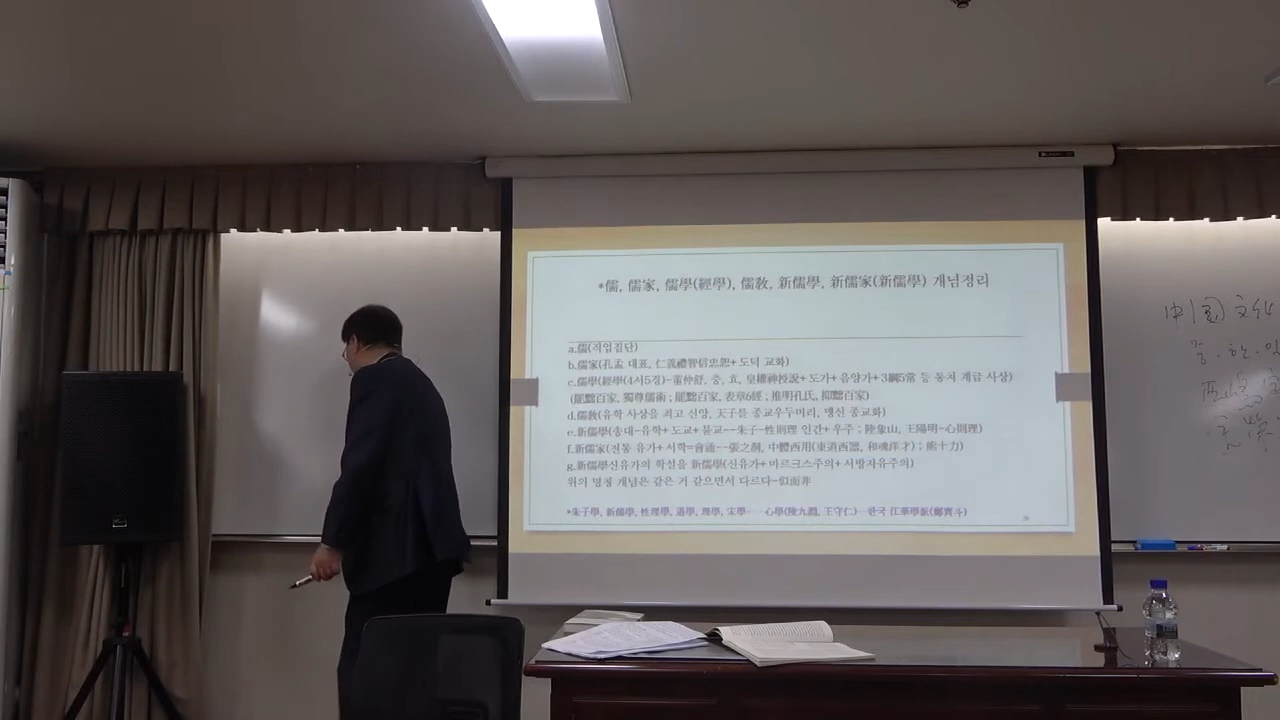 *儒, 儒家, 儒學(經學), 儒敎, 新儒學, 新儒家(新儒學) 개념정리
a.儒(직업집단)
b.儒家(孔孟 대표, 仁義禮智信忠恕+도덕 교화)
c.儒學(經學(4서5경)-董仲舒, 충, 효, 皇權神授說+도가+음양가+3綱5常 등 통치 계급 사상)
(罷黜百家, 獨尊儒術; 罷黜百家, 表章6經; 推明孔氏, 抑黜百家)
d.儒敎(유학 사상을 최고 신앙, 天子를 종교우두머리, 맹신 종교화)
e.新儒學(송대-유학+도교+불교--朱子-性則理 인간+우주; 陸象山, 王陽明-心則理)
f.新儒家(전통 유가+서학=會通--張之洞, 中體西用(東道西器, 和魂洋才); 熊十力)
g.新儒學신유가의 학설을 新儒學(신유가+마르크스주의+서방자유주의)
위의 명칭 개념은 같은 거 같으면서 다르다-似而非
*朱子學, 新儒學, 性理學, 道學, 理學, 宋學--- 心學(陸九淵, 王守仁)- 한국 江華學派(鄭齊斗)
中国 文化